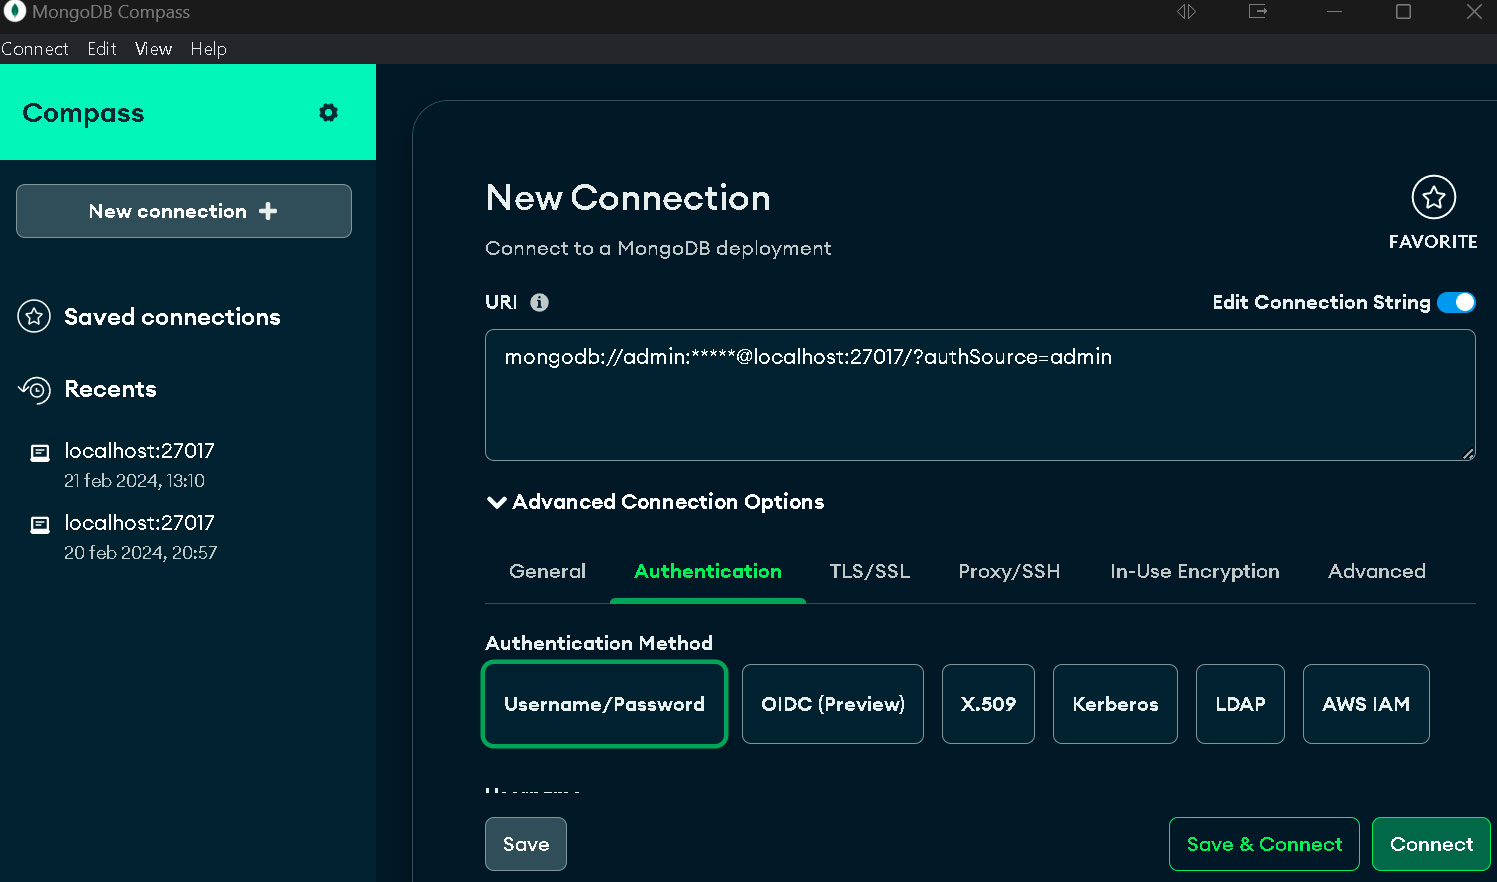 MongoDB Compass
Connect Edit View Help
Compass
New connection
Saved connections
Recents
localhost:27017
21 feb 2024, 13:10
localhost:27017
20 feb 2024, 20:57
New Connection
FAVORITE
Connect to a MongoDB deployment
URI
Edit Connection String
mongodb://admin:*****@localhost:27017/?authSource=admin
Advanced Connection Options
General Authentication TLS/SSL Proxy/SSH In-Use Encryption Advanced
Authentication Method
Username/Password OIDC (Preview) X.509 Kerberos LDAP AWS IAM
Save Save & Connect Connect